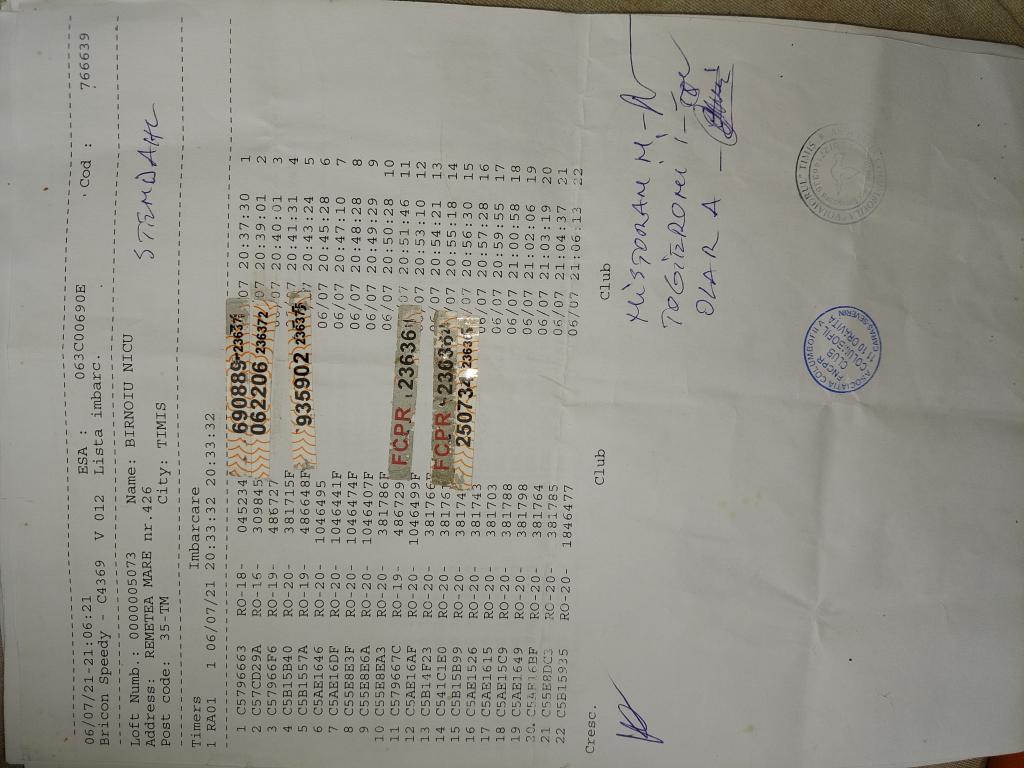 06/07/21-21:06:21 ESA : 063C00690E
Bricon Speedy - C4369 V 012 Lista imbarc. Cod : 766639
Loft Numb.: 0000005073 Name: BIRNOIU NICU
Address: REMETEA MARE nr.426
Post code: 35-TM City: TIMIS
Timers Imbarcare
1 RA01 1 06/07/21 20:33:32 20:33:32
1 C5796663 RO-18- 045234 690889 07 20:37:30 1
2 C57CD29A RO-16- 309845 062206 236372 07 20:39:01 2
3 C57966F6 RO-19- 486727 07 20:40:01 3
4 C5B15B40 RO-20- 381715F 07 20:41:31 4
5 C5B1557A RO-19- 486648F 935902 07 20:43:24 5
6 C5AE1646 RO-20- 1046495 06/07 20:45:28 6
7 C5AE16DF RO-20- 1046441F 06/07 20:47:10 7
8 C55E8B3F RO-20- 1046474F 06/07 20:48:28 8
9 C55E8E6A RO-20- 1046407F 06/07 20:49:29 9
10 C55E8EA3 RO-20- 381786F 06/07 20:50:28 10
11 C579667C RO-19- 486729 FCPR 236361 07 20:51:46 11
12 C5AE16AF RO-20- 1046499F 07 20:53:10 12
13 C5B14F23 RO-20- 381766F 06/07 20:54:21 13
14 C541C1E0 RO-20- FCPR 07 20:55:18 14
15 C5B15B99 RO-20- 250734 07 20:56:30 15
16 C5AE1526 RO-20- 381743 06/07 20:57:28 16
17 C5AE1615 RO-20- 381703 06/07 20:59:55 17
18 C5AE15C9 RO-20- 381788 06/07 21:00:58 18
19 C5AE1649 RO-20- 381798 06/07 21:02:06 19
20 C5AE16BF RO-20- 381764 06/07 21:03:19 20
21 C55E8DC3 RO-20- 381785 06/07 21:04:37 21
22 C5B15935 RO-20- 1846477 06/07 21:06:13 22
Cresc. Club Club